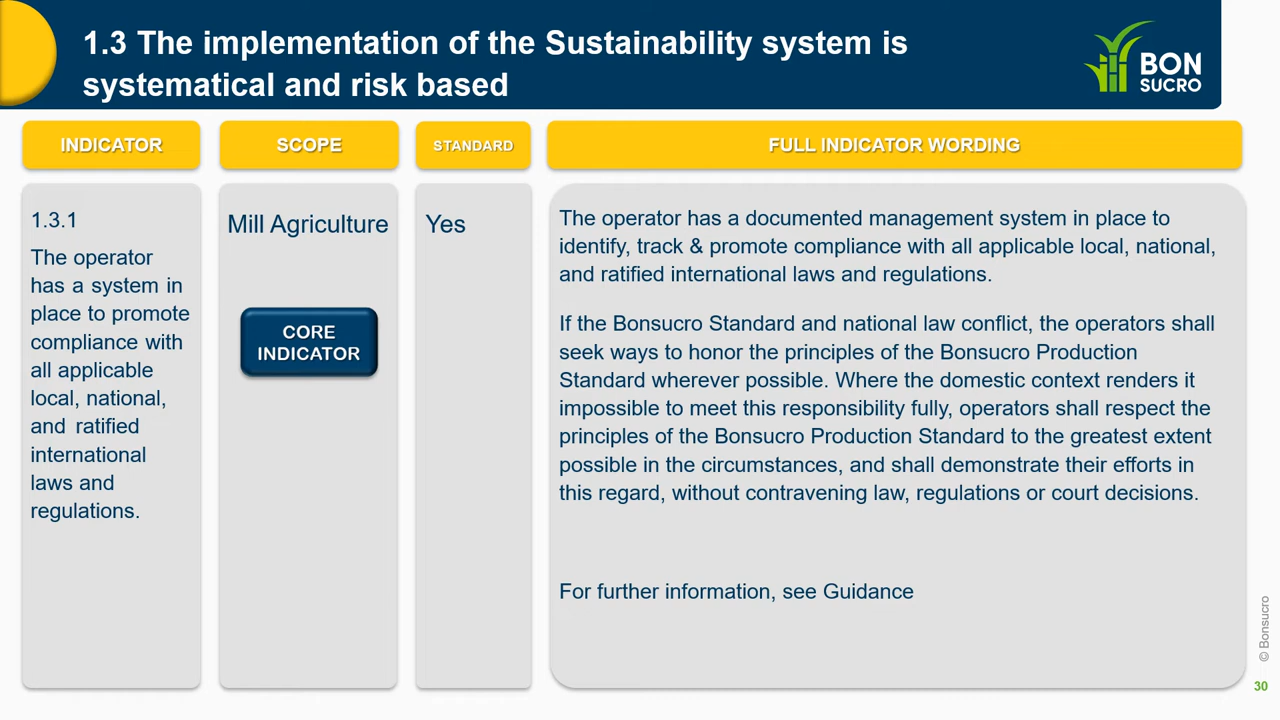 1.3 The implementation of the Sustainability system is
systematical and risk based
BON
SUCRO
INDICATOR
SCOPE
STANDARD
FULL INDICATOR WORDING
1.3.1
The operator
has a system in
place to promote
compliance with
all applicable
local, national,
and ratified
international
laws and
regulations.
Mill Agriculture
CORE
INDICATOR
Yes
The operator has a documented management system in place to
identify, track & promote compliance with all applicable local, national,
and ratified international laws and regulations.
If the Bonsucro Standard and national law conflict, the operators shall
seek ways to honor the principles of the Bonsucro Production
Standard wherever possible. Where the domestic context renders it
impossible to meet this responsibility fully, operators shall respect the
principles of the Bonsucro Production Standard to the greatest extent
possible in the circumstances, and shall demonstrate their efforts in
this regard, without contravening law, regulations or court decisions.
For further information, see Guidance
© Bonsucro
30